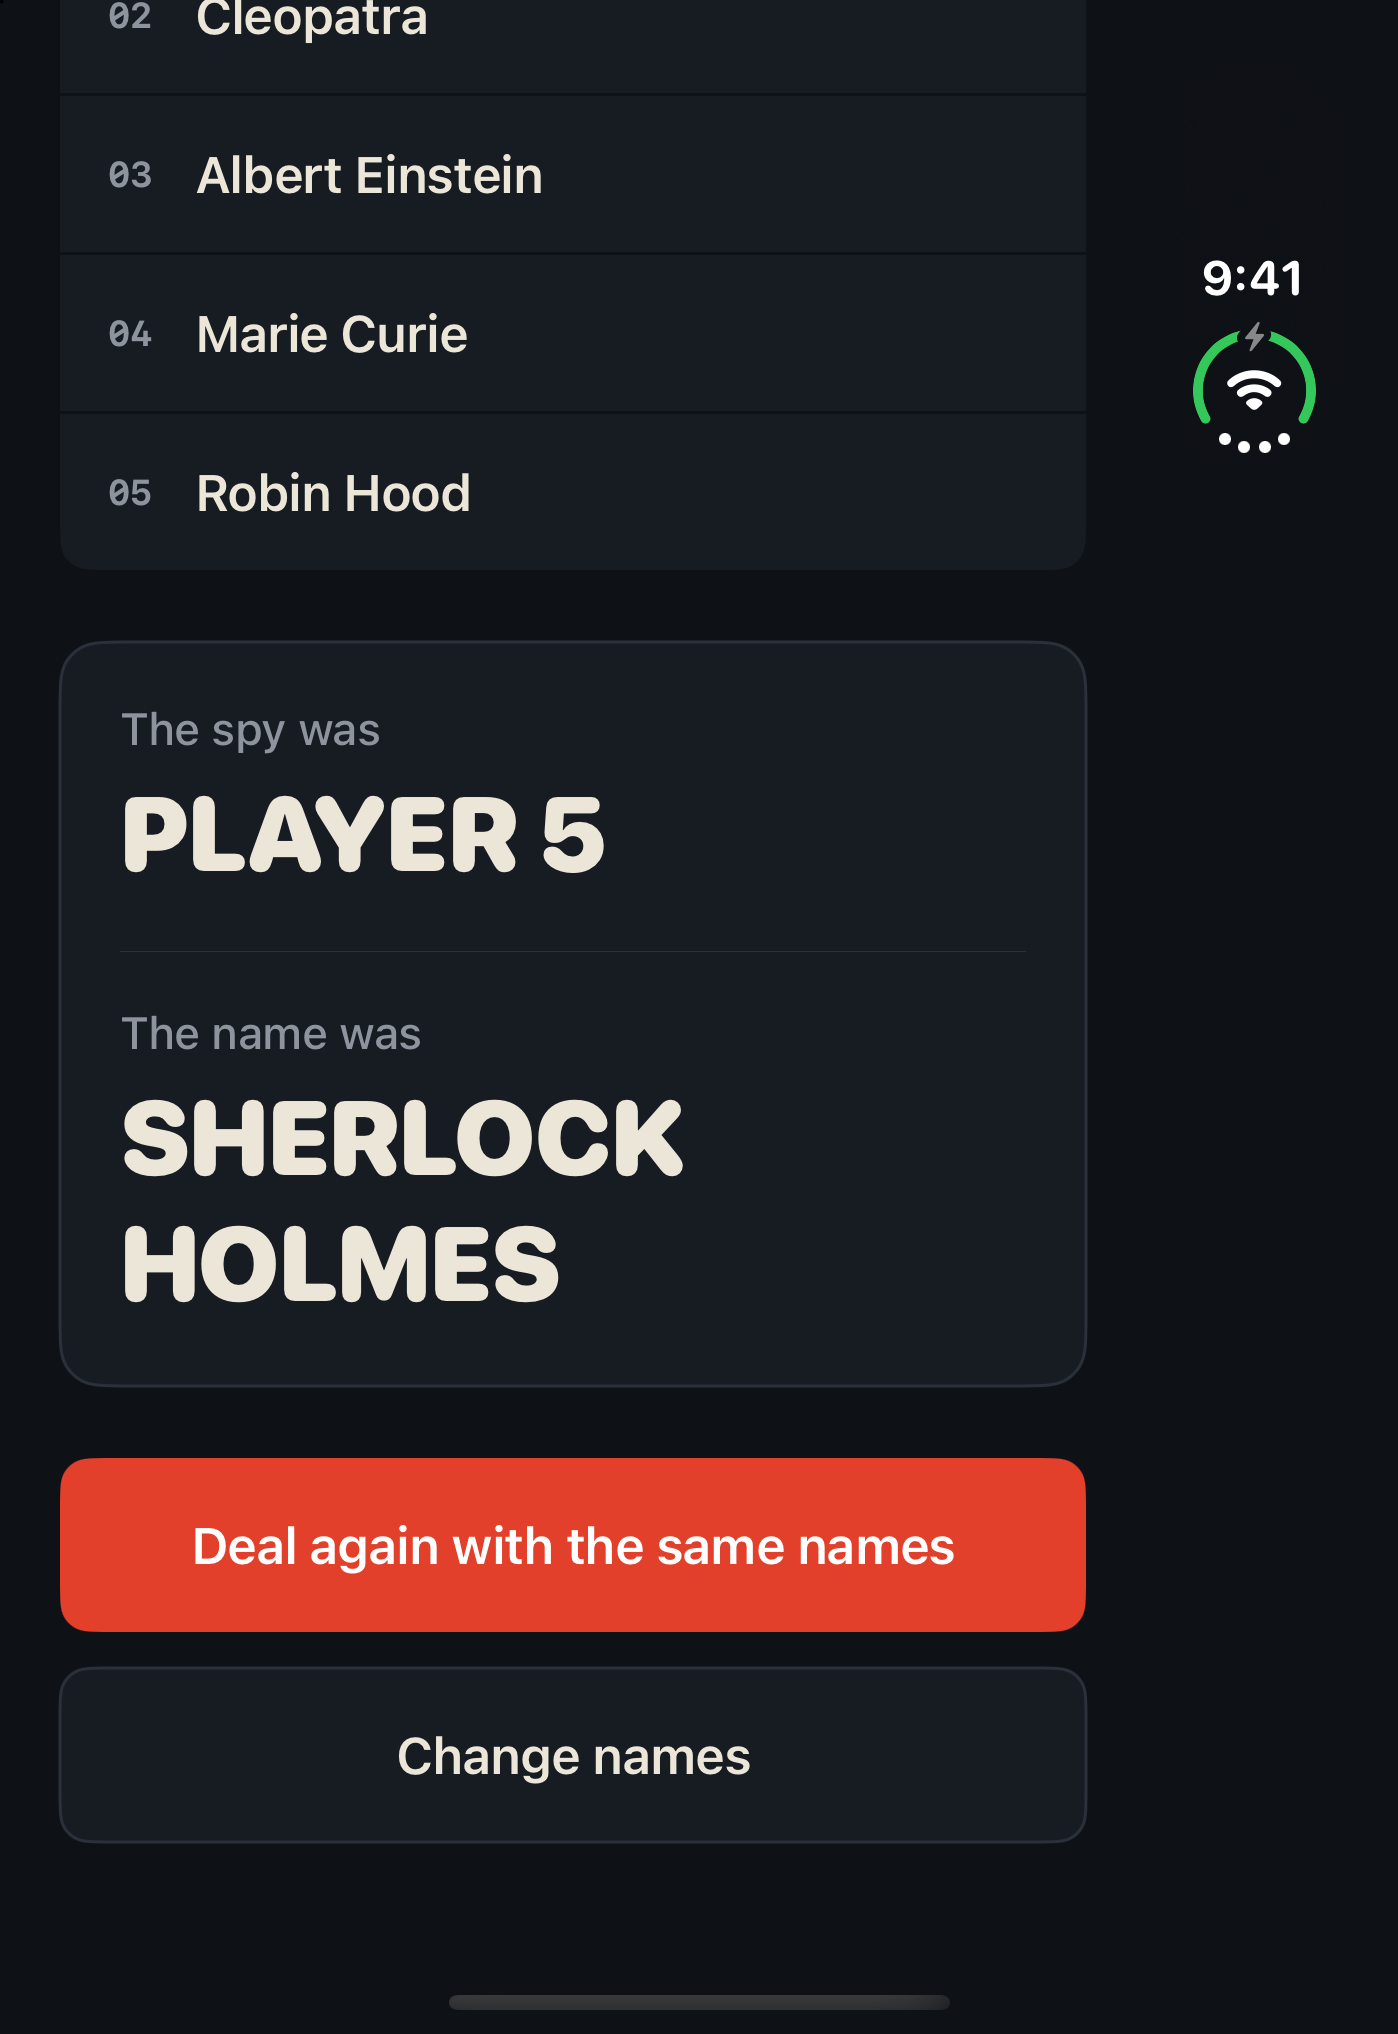 02 Cleopatra
03 Albert Einstein
9:41
04 Marie Curie
05 Robin Hood
The spy was
PLAYER 5
The name was
SHERLOCK
HOLMES
Deal again with the same names
Change names